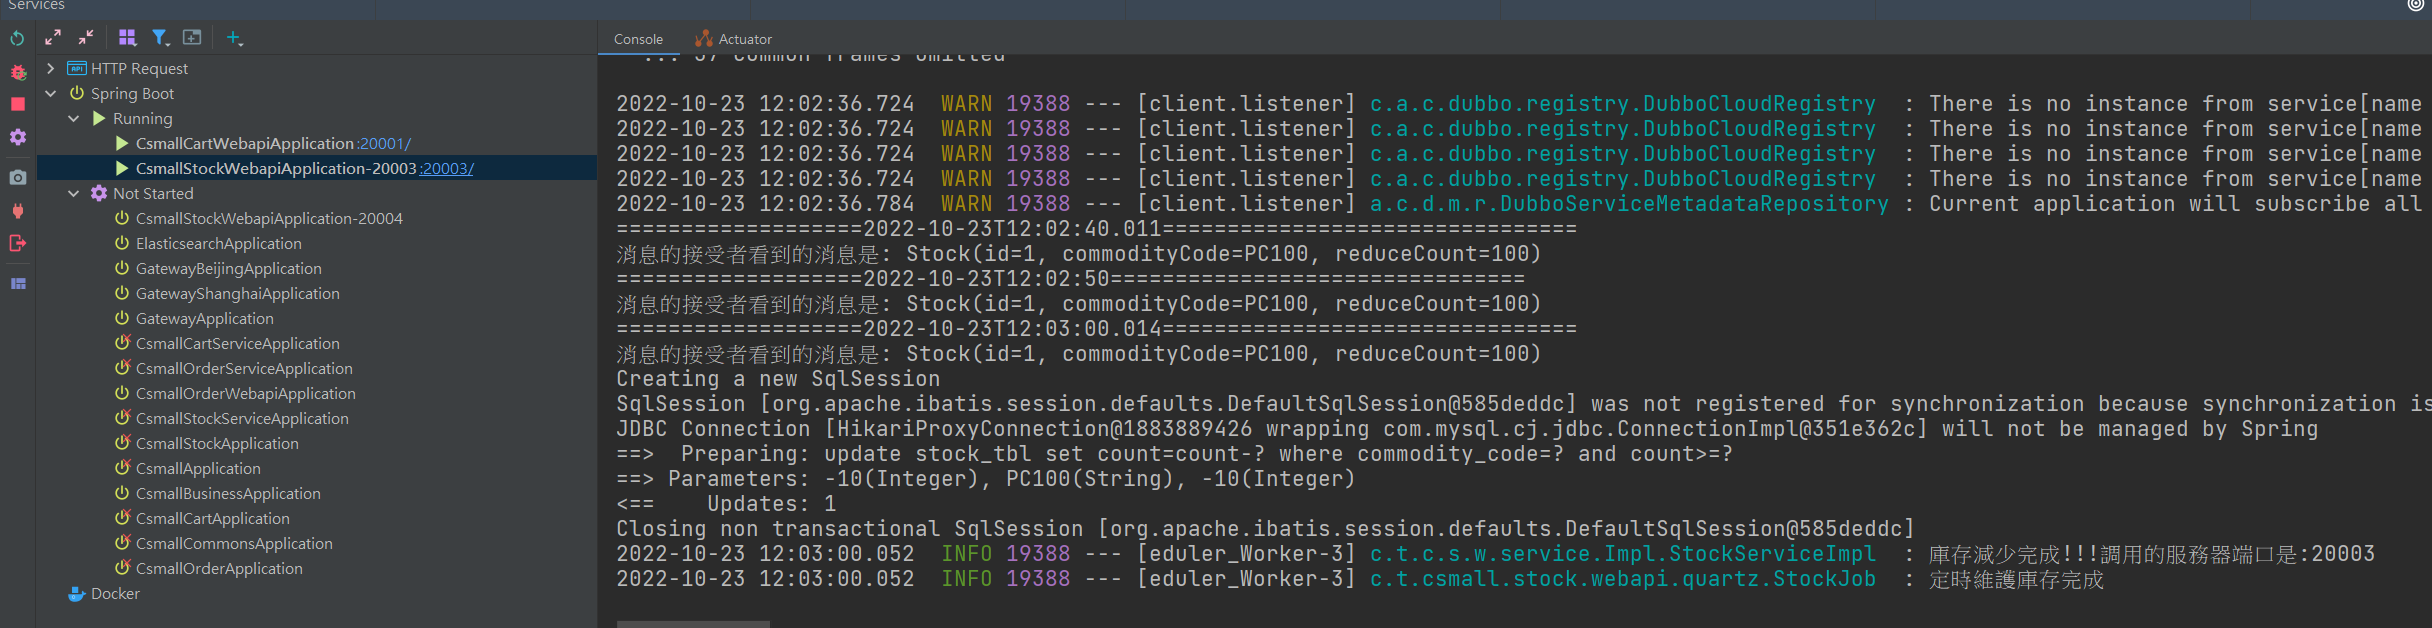 Services
HTTP Request
Spring Boot
Running
CsmallCartWebapiApplication :20001/
CsmallStockWebapiApplication-20003 :20003/
Not Started
CsmallStockWebapiApplication-20004
ElasticsearchApplication
GatewayBeijingApplication
GatewayShanghaiApplication
GatewayApplication
CsmallCartServiceApplication
CsmallOrderServiceApplication
CsmallOrderWebapiApplication
CsmallStockServiceApplication
CsmallStockApplication
CsmallApplication
CsmallBusinessApplication
CsmallCartApplication
CsmallCommonsApplication
CsmallOrderApplication
Docker
Console Actuator
... 37 common frames omitted
2022-10-23 12:02:36.724  WARN 19388 --- [client.listener] c.a.c.dubbo.registry.DubboCloudRegistry  : There is no instance from service[name
2022-10-23 12:02:36.724  WARN 19388 --- [client.listener] c.a.c.dubbo.registry.DubboCloudRegistry  : There is no instance from service[name
2022-10-23 12:02:36.724  WARN 19388 --- [client.listener] c.a.c.dubbo.registry.DubboCloudRegistry  : There is no instance from service[name
2022-10-23 12:02:36.724  WARN 19388 --- [client.listener] c.a.c.dubbo.registry.DubboCloudRegistry  : There is no instance from service[name
2022-10-23 12:02:36.784  WARN 19388 --- [client.listener] a.c.d.m.r.DubboServiceMetadataRepository : Current application will subscribe all
===================2022-10-23T12:02:40.011================================
消息的接受者看到的消息是: Stock(id=1, commodityCode=PC100, reduceCount=100)
===================2022-10-23T12:02:50================================
消息的接受者看到的消息是: Stock(id=1, commodityCode=PC100, reduceCount=100)
===================2022-10-23T12:03:00.014================================
消息的接受者看到的消息是: Stock(id=1, commodityCode=PC100, reduceCount=100)
Creating a new SqlSession
SqlSession [org.apache.ibatis.session.defaults.DefaultSqlSession@585deddc] was not registered for synchronization because synchronization is
JDBC Connection [HikariProxyConnection@1883889426 wrapping com.mysql.cj.jdbc.ConnectionImpl@351e362c] will not be managed by Spring
==>  Preparing: update stock_tbl set count=count-? where commodity_code=? and count>=?
==> Parameters: -10(Integer), PC100(String), -10(Integer)
<==    Updates: 1
Closing non transactional SqlSession [org.apache.ibatis.session.defaults.DefaultSqlSession@585deddc]
2022-10-23 12:03:00.052  INFO 19388 --- [eduler_Worker-3] c.t.c.s.w.service.Impl.StockServiceImpl  : 庫存減少完成!!!調用的服務器端口是:20003
2022-10-23 12:03:00.052  INFO 19388 --- [eduler_Worker-3] c.t.csmall.stock.webapi.quartz.StockJob  : 定時維護庫存完成